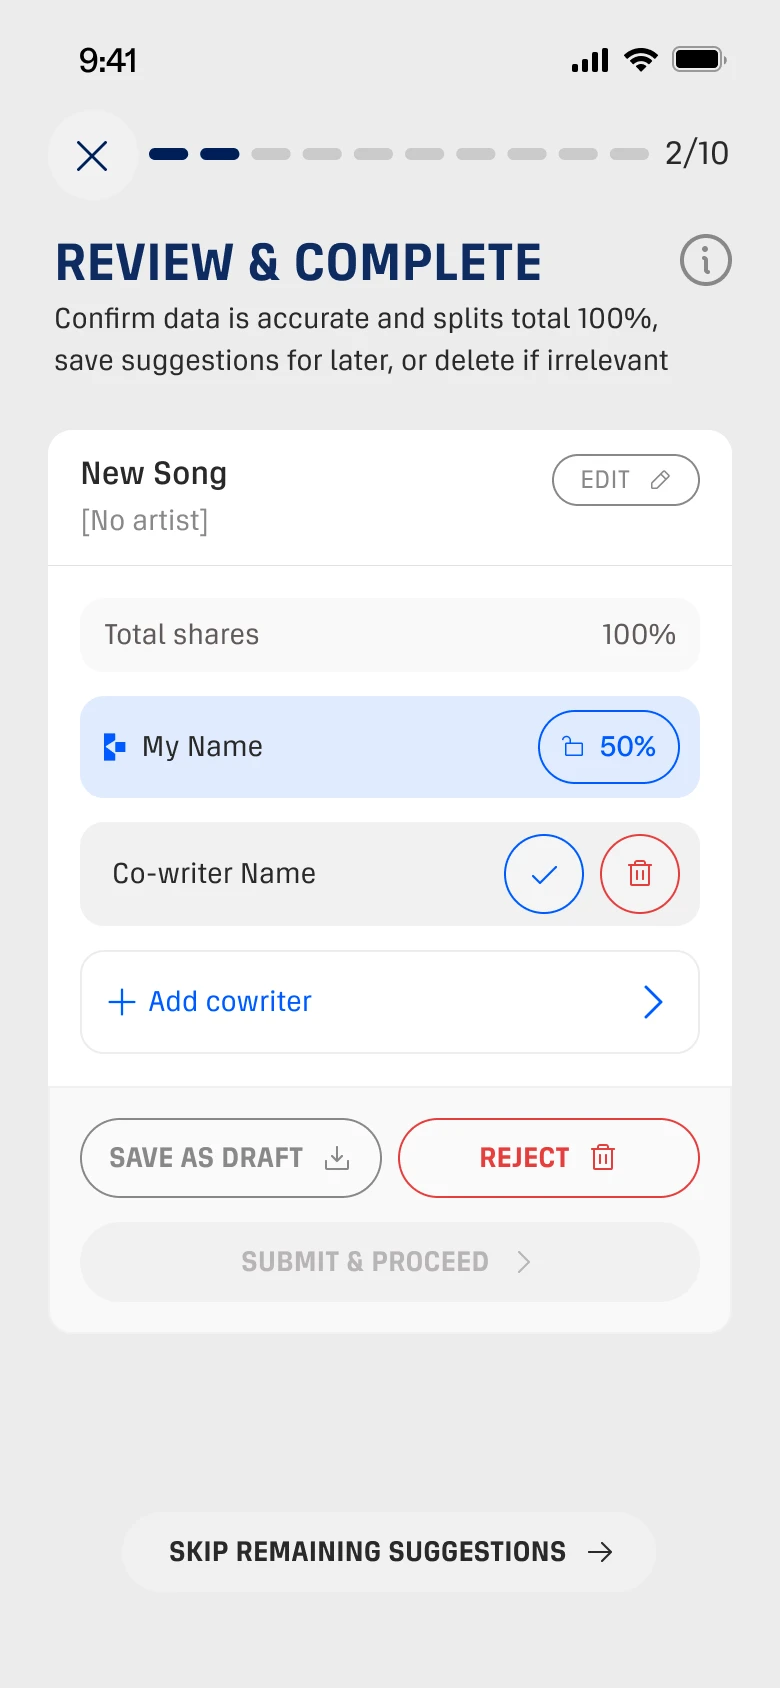 9:41
2/10
REVIEW & COMPLETE
Confirm data is accurate and splits total 100%,
save suggestions for later, or delete if irrelevant
New Song
EDIT
[No artist]
Total shares 100%
My Name 50%
Co-writer Name
Add cowriter
SAVE AS DRAFT
REJECT
SUBMIT & PROCEED
SKIP REMAINING SUGGESTIONS